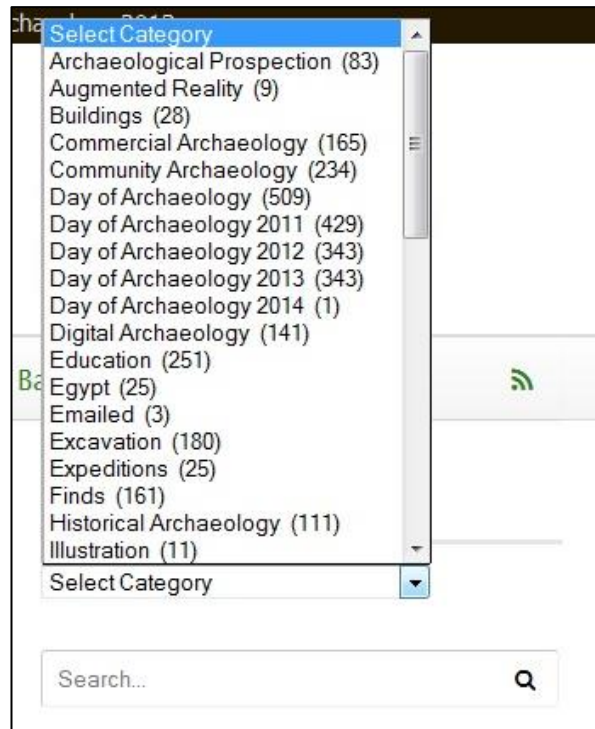 Select Category
Archaeological Prospection (83)
Augmented Reality (9)
Buildings (28)
Commercial Archaeology (165)
Community Archaeology (234)
Day of Archaeology (509)
Day of Archaeology 2011 (429)
Day of Archaeology 2012 (343)
Day of Archaeology 2013 (343)
Day of Archaeology 2014 (1)
Digital Archaeology (141)
Education (251)
Ba
Egypt (25)
Emailed (3)
Excavation (180)
Expeditions (25)
Finds (161)
Historical Archaeology (111)
Illustration (11)
Select Category
Search...